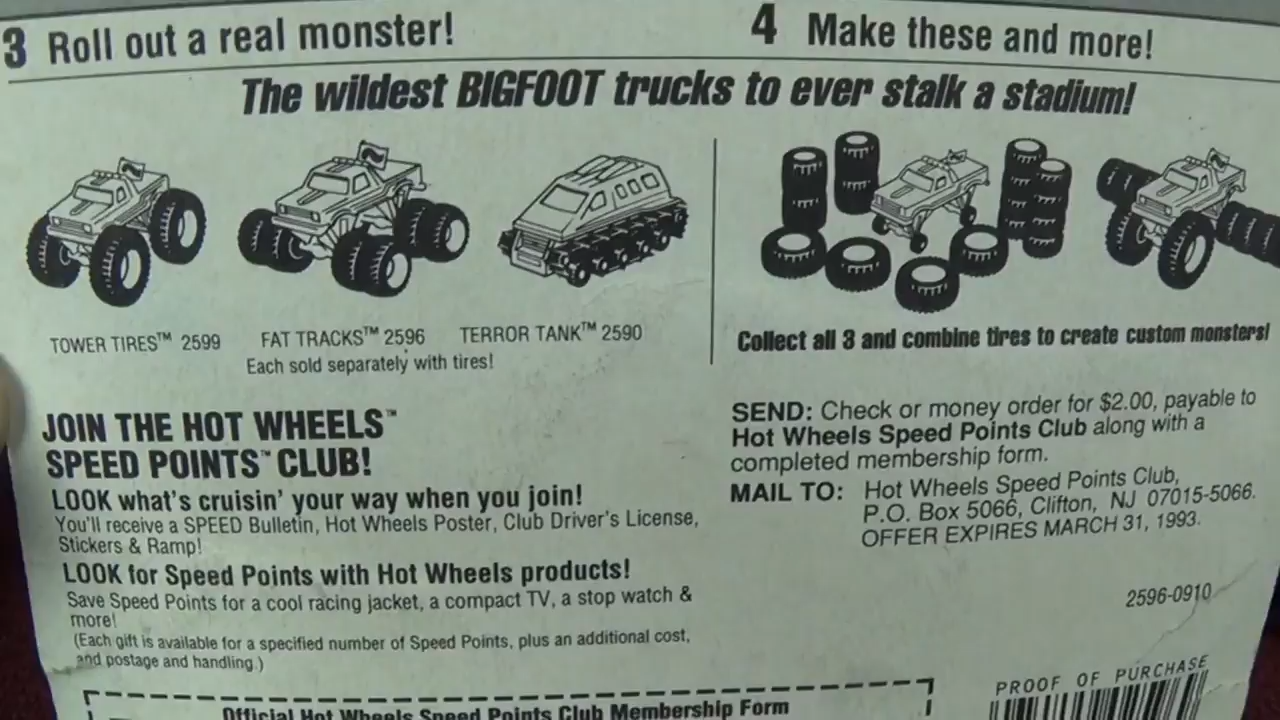 3 Roll out a real monster!
4 Make these and more!
The wildest BIGFOOT trucks to ever stalk a stadium!
TOWER TIRES™ 2599
FAT TRACKS™ 2596
TERROR TANK™ 2590
Each sold separately with tires!
Collect all 3 and combine tires to create custom monsters!
JOIN THE HOT WHEELS™
SPEED POINTS™ CLUB!
LOOK what's cruisin' your way when you join!
You'll receive a SPEED Bulletin, Hot Wheels Poster, Club Driver's License,
Stickers & Ramp!
LOOK for Speed Points with Hot Wheels products!
Save Speed Points for a cool racing jacket, a compact TV, a stop watch &
more!
(Each gift is available for a specified number of Speed Points, plus an additional cost,
and postage and handling.)
SEND: Check or money order for $2.00, payable to
Hot Wheels Speed Points Club along with a
completed membership form.
MAIL TO: Hot Wheels Speed Points Club,
P.O. Box 5066, Clifton, NJ 07015-5066.
OFFER EXPIRES MARCH 31, 1993.
2596-0910
PROOF OF PURCHASE
Official Hot Wheels Speed Points Club Membership Form